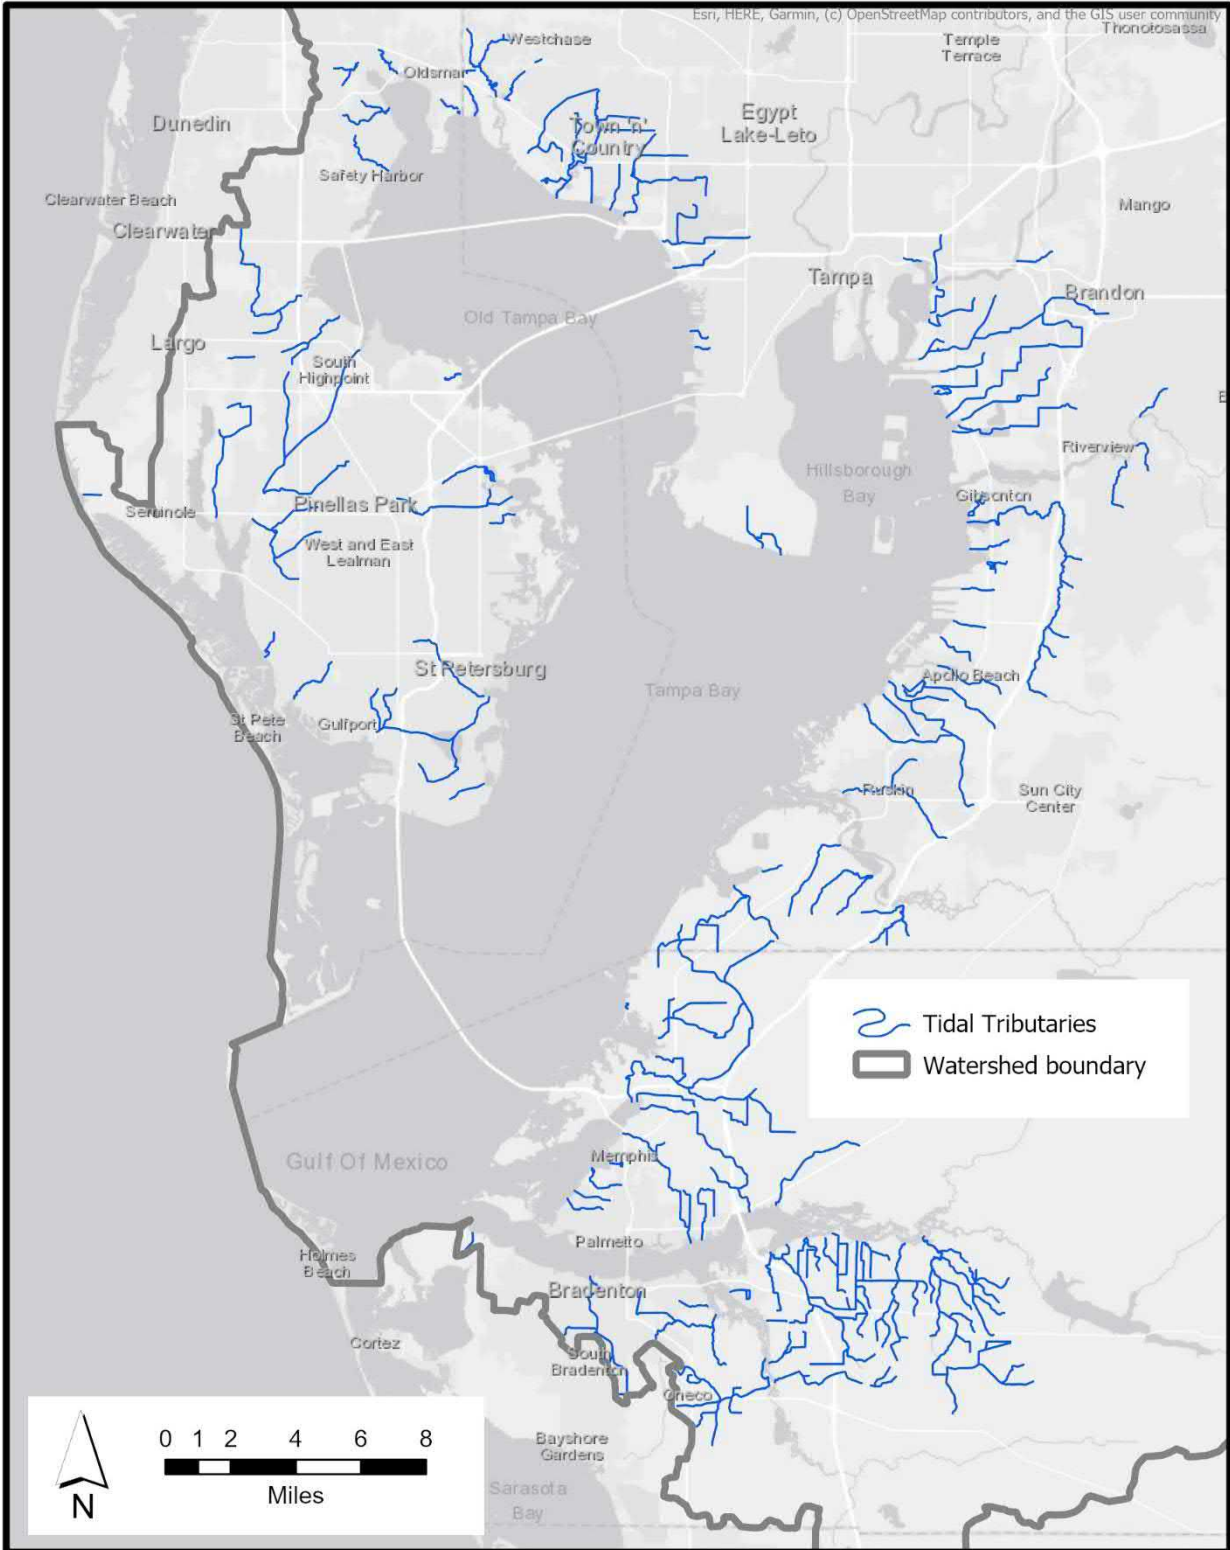 Esri, HERE, Garmin, (c) OpenStreetMap contributors, and the GIS user community
Thonotosassa
Westchase
Temple
Terrace
Oldsmar
Dunedin
Egypt
Lake-Leto
Town 'n'
Country
Safety Harbor
Clearwater Beach
Mango
Clearwater
Tampa
Brandon
Old Tampa Bay
Largo
South
Highpoint
B
Riverview
Hillsborough
Bay
Gibsonton
Pinellas Park
Seminole
West and East
Lealman
St Petersburg
Apollo Beach
Tampa Bay
St Pete
Beach
Gulfport
Ruskin
Sun City
Center
Tidal Tributaries
Watershed boundary
Memphis
Gulf Of Mexico
Palmetto
Holmes
Beach
Bradenton
Cortez
South
Bradenton
Oneco
Bayshore
Gardens
Sarasota
Bay
0 1 2 4 6 8
Miles
N